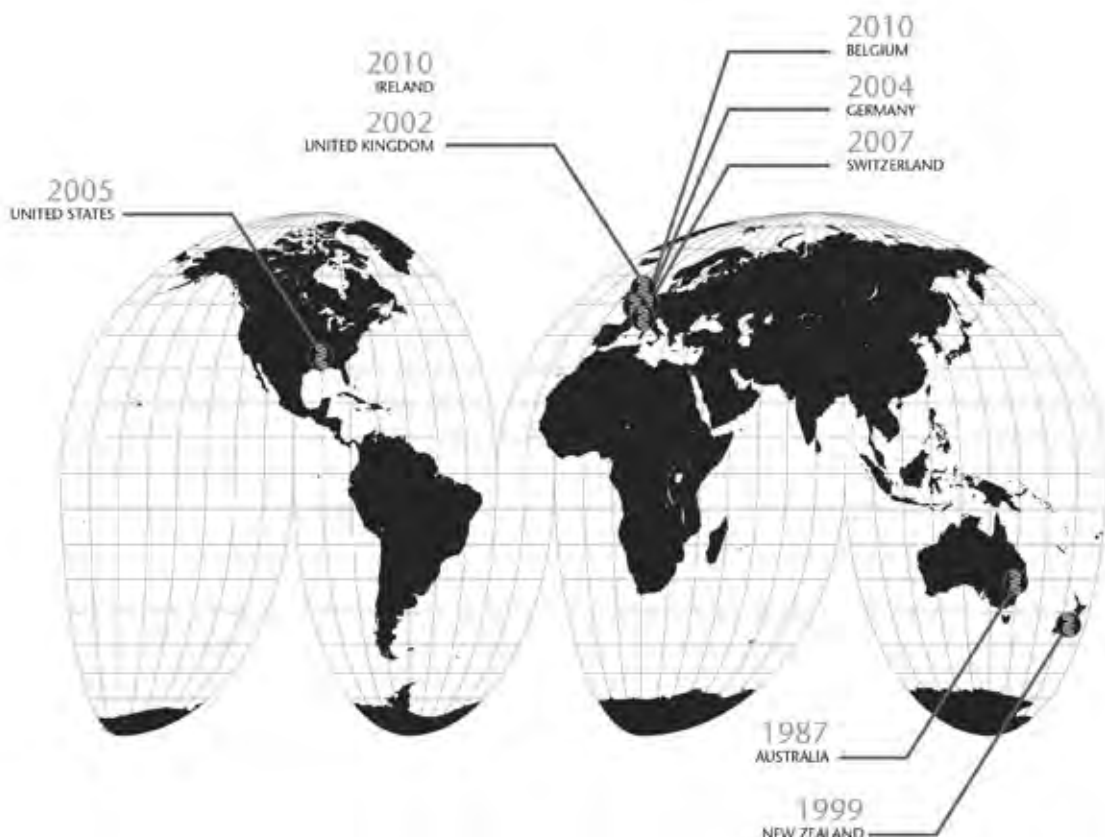 2010
BELGIUM
2010
IRELAND
2004
GERMANY
2002
UNITED KINGDOM
2007
SWITZERLAND
2005
UNITED STATES
1987
AUSTRALIA
1999
NEW ZEALAND